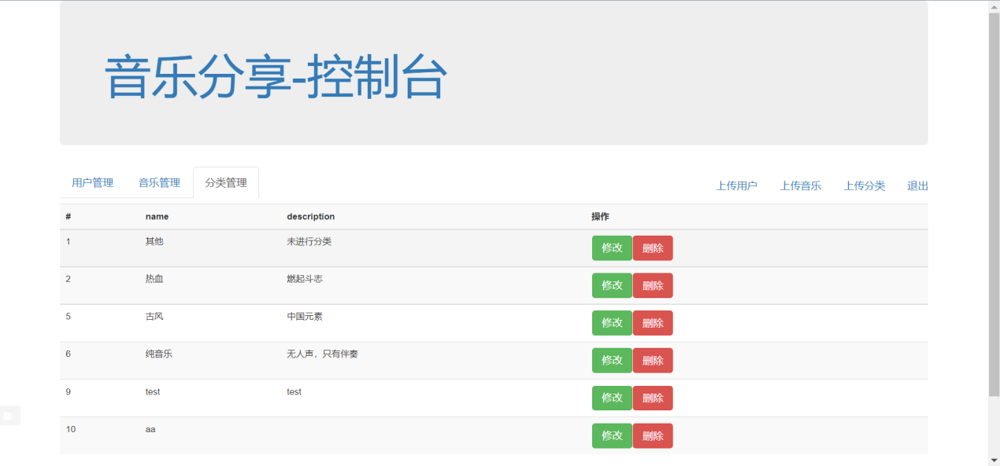 音乐分享-控制台
用户管理 音乐管理 分类管理 上传用户 上传音乐 上传分类 退出
# name description 操作
1 其他 未进行分类 修改 删除
2 热血 燃起斗志 修改 删除
5 古风 中国元素 修改 删除
6 纯音乐 无人声，只有伴奏 修改 删除
9 test test 修改 删除
10 aa 修改 删除